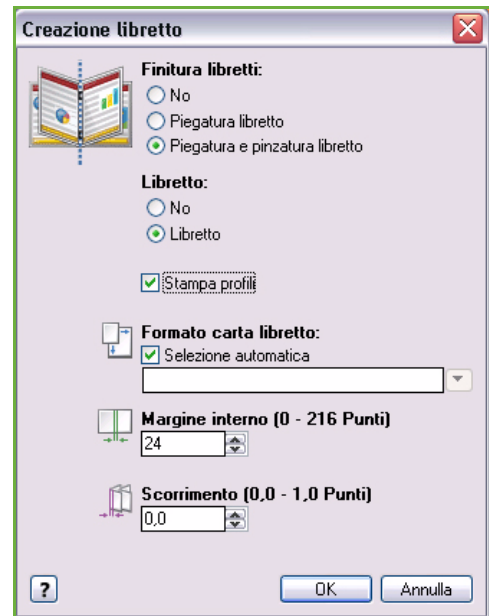 Creazione libretto
Finitura libretti:
No
Piegatura libretto
Piegatura e pinzatura libretto
Libretto:
No
Libretto
Stampa profili
Formato carta libretto:
Selezione automatica
Margine interno (0 - 216 Punti)
24
Scorrimento (0,0 - 1,0 Punti)
0,0
?
OK
Annulla